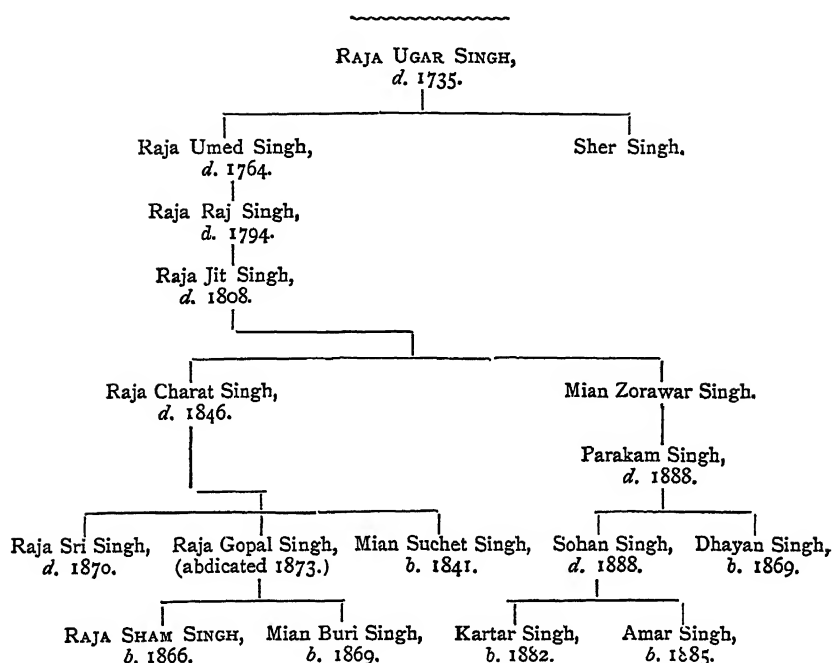 RAJA UGAR SINGH,
d. 1735.
Raja Umed Singh,
d. 1764.
Sher Singh.
Raja Raj Singh,
d. 1794.
Raja Jit Singh,
d. 1808.
Raja Charat Singh,
d. 1846.
Mian Zorawar Singh.
Parakam Singh,
d. 1888.
Raja Sri Singh,
d. 1870.
Raja Gopal Singh,
(abdicated 1873.)
Mian Suchet Singh,
b. 1841.
Sohan Singh,
d. 1888.
Dhayan Singh,
b. 1869.
RAJA SHAM SINGH,
b. 1866.
Mian Buri Singh,
b. 1869.
Kartar Singh,
b. 1882.
Amar Singh,
b. 1885.